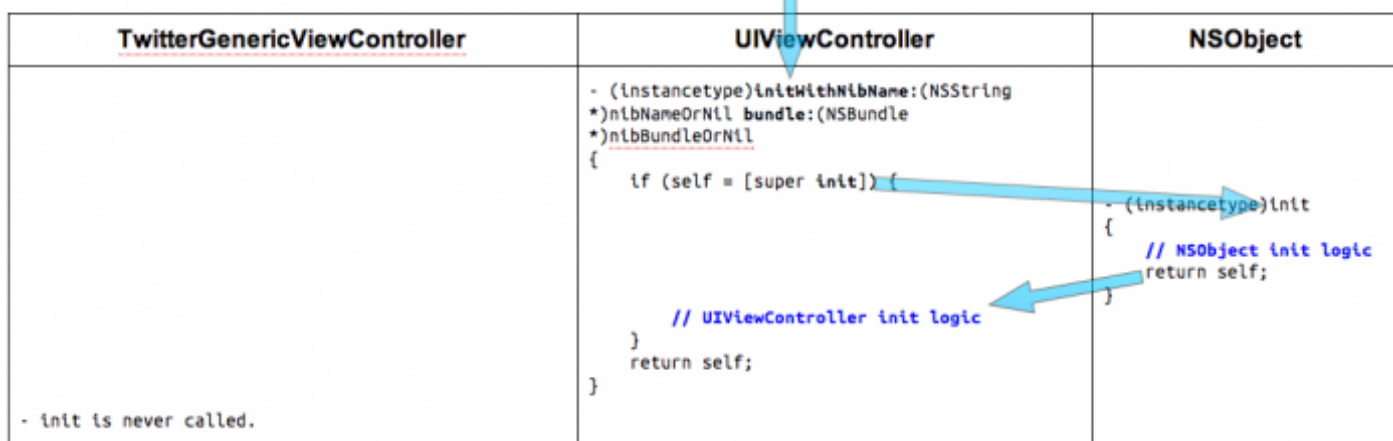 TwitterGenericViewController
UIViewController
NSObject
- (instancetype)initWithNibName:(NSString
*)nibNameOrNil bundle:(NSBundle
*)nibBundleOrNil
{
if (self = [super init]) {
- (instancetype)init
{
// NSObject init logic
return self;
}
// UIViewController init logic
}
return self;
}
- init is never called.